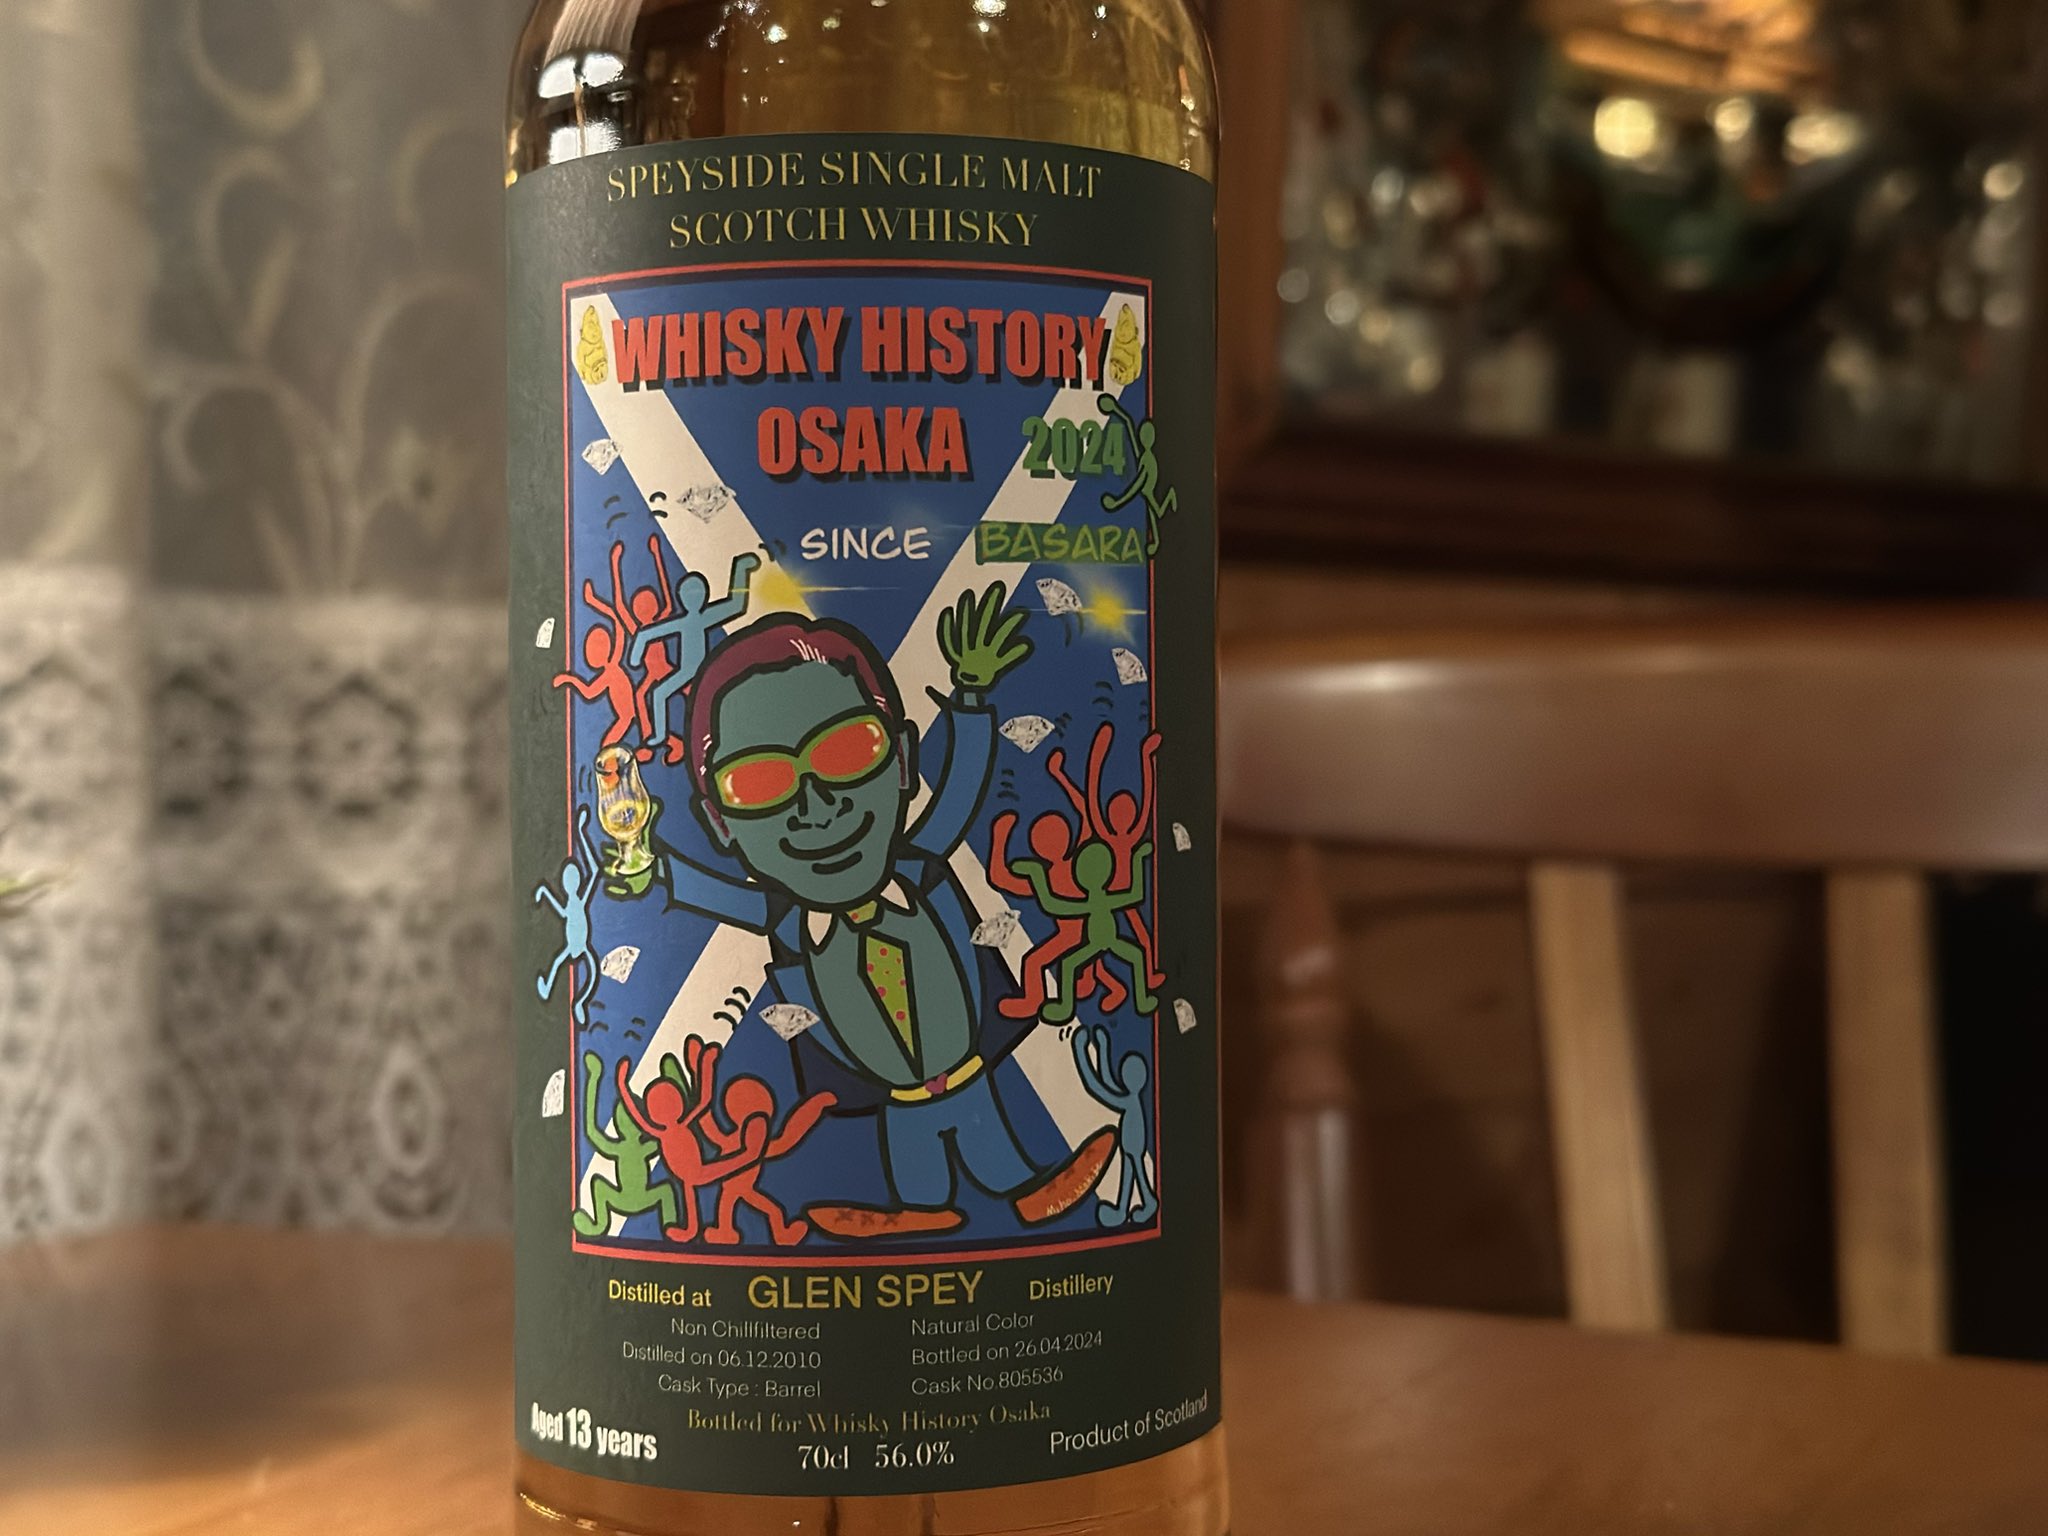 SPEYSIDE SINGLE MALT
SCOTCH WHISKY
WHISKY HISTORY
OSAKA 2024
SINCE BASARA
Distilled at GLEN SPEY Distillery
Non Chillfiltered Natural Color
Distilled on 06.12.2010 Bottled on 26.04.2024
Cask Type : Barrel Cask No.805536
Bottled for Whisky History Osaka
Aged 13 years 70cl 56.0% Product of Scotland